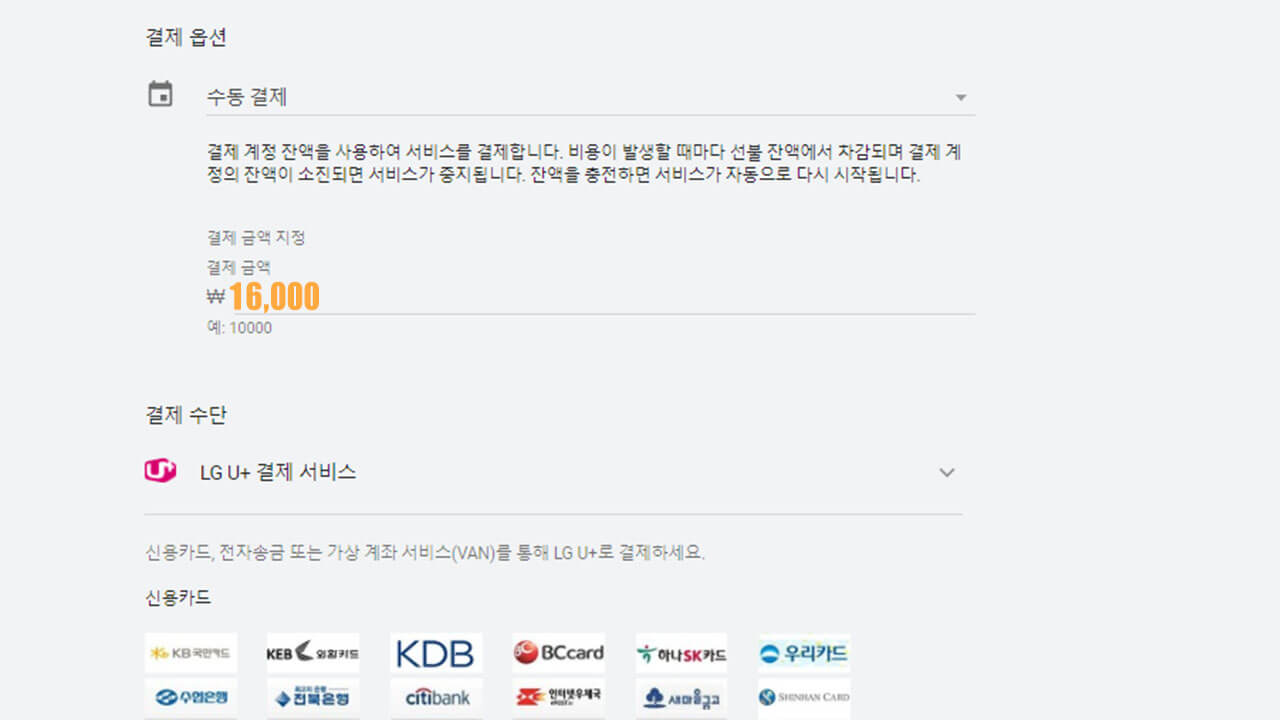 결제 옵션
수동 결제
결제 계정 잔액을 사용하여 서비스를 결제합니다. 비용이 발생할 때마다 선불 잔액에서 차감되며 결제 계
정의 잔액이 소진되면 서비스가 중지됩니다. 잔액을 충전하면 서비스가 자동으로 다시 시작됩니다.
결제 금액 지정
결제 금액
₩ 16,000
예: 10000
결제 수단
U+ LG U+ 결제 서비스
신용카드, 전자송금 또는 가상 계좌 서비스(VAN)를 통해 LG U+로 결제하세요.
신용카드
KB국민카드 KEB 외환카드 KDB BCcard 하나SK카드 우리카드
수협은행 전북은행 citibank 인터넷우체국 새마을금고 SHINHAN CARD